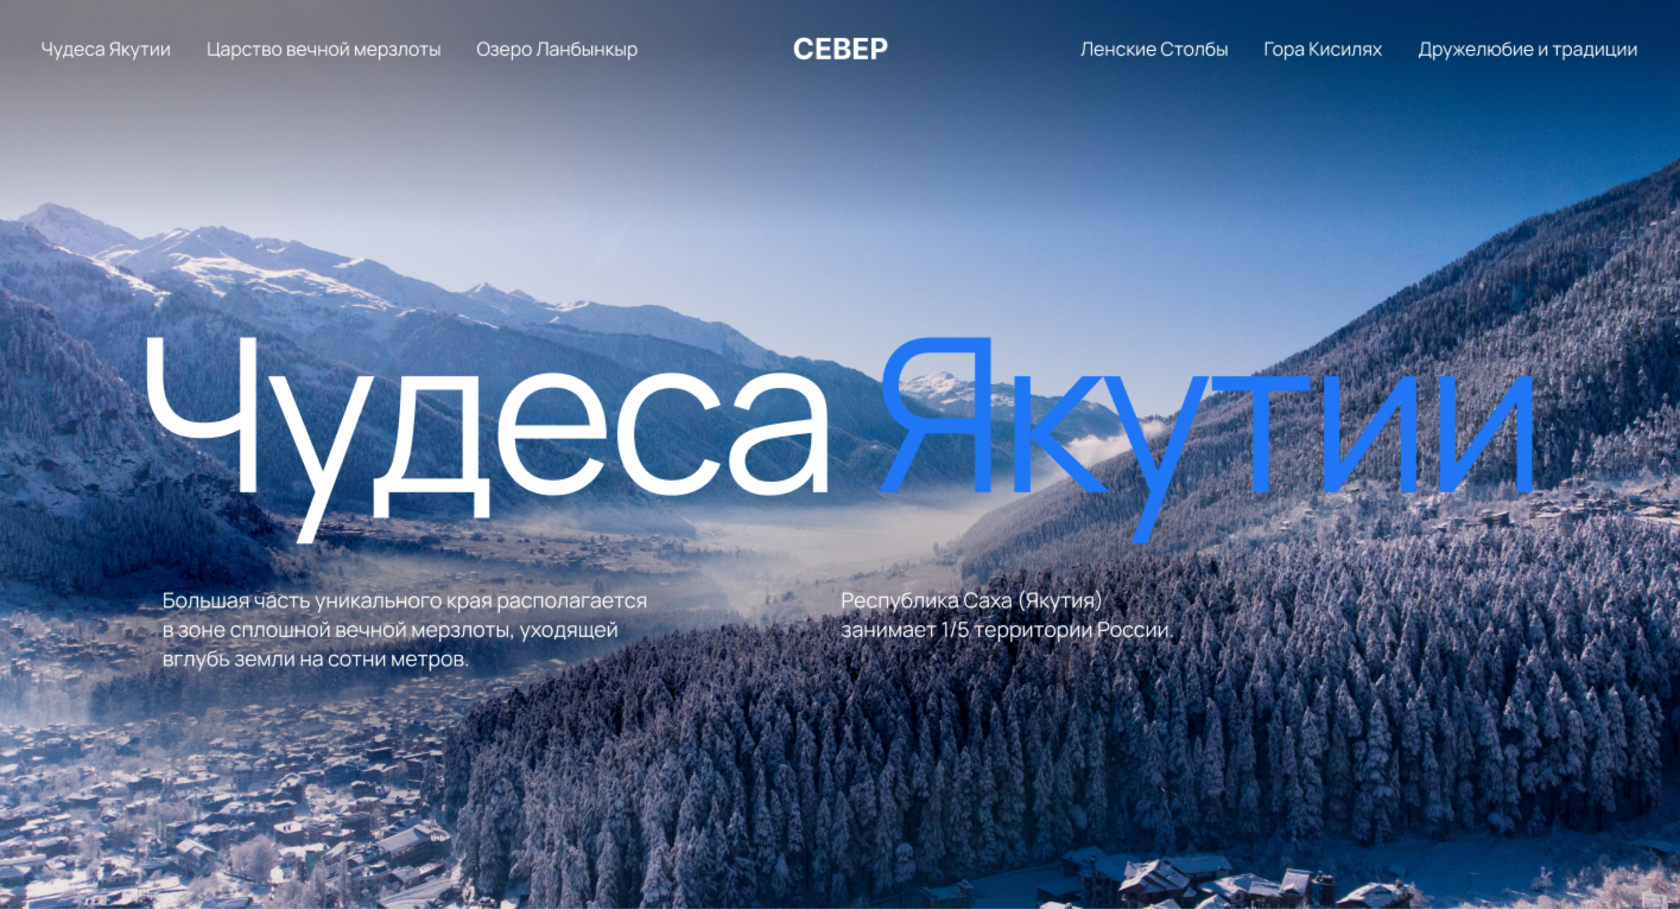 Чудеса Якутии
Царство вечной мерзлоты
Озеро Ланбынкыр
СЕВЕР
Ленские Столбы
Гора Кисилях
Дружелюбие и традиции
Чудеса Якутии
Большая часть уникального края располагается
в зоне сплошной вечной мерзлоты, уходящей
вглубь земли на сотни метров.
Республика Саха (Якутия)
занимает 1/5 территории России.